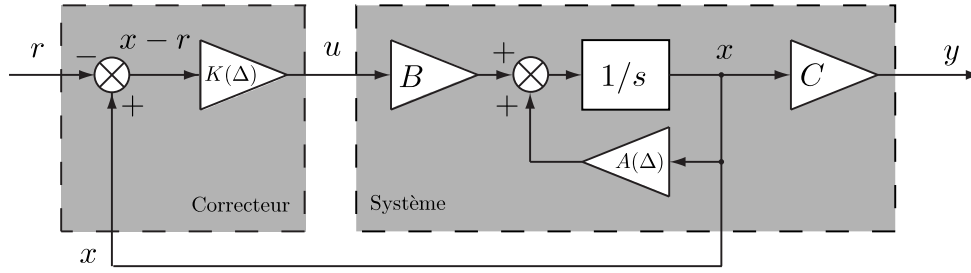 r
−
x − r
K(Δ)
+
u
B
+
+
1/s
x
C
y
A(Δ)
Correcteur
Système
x